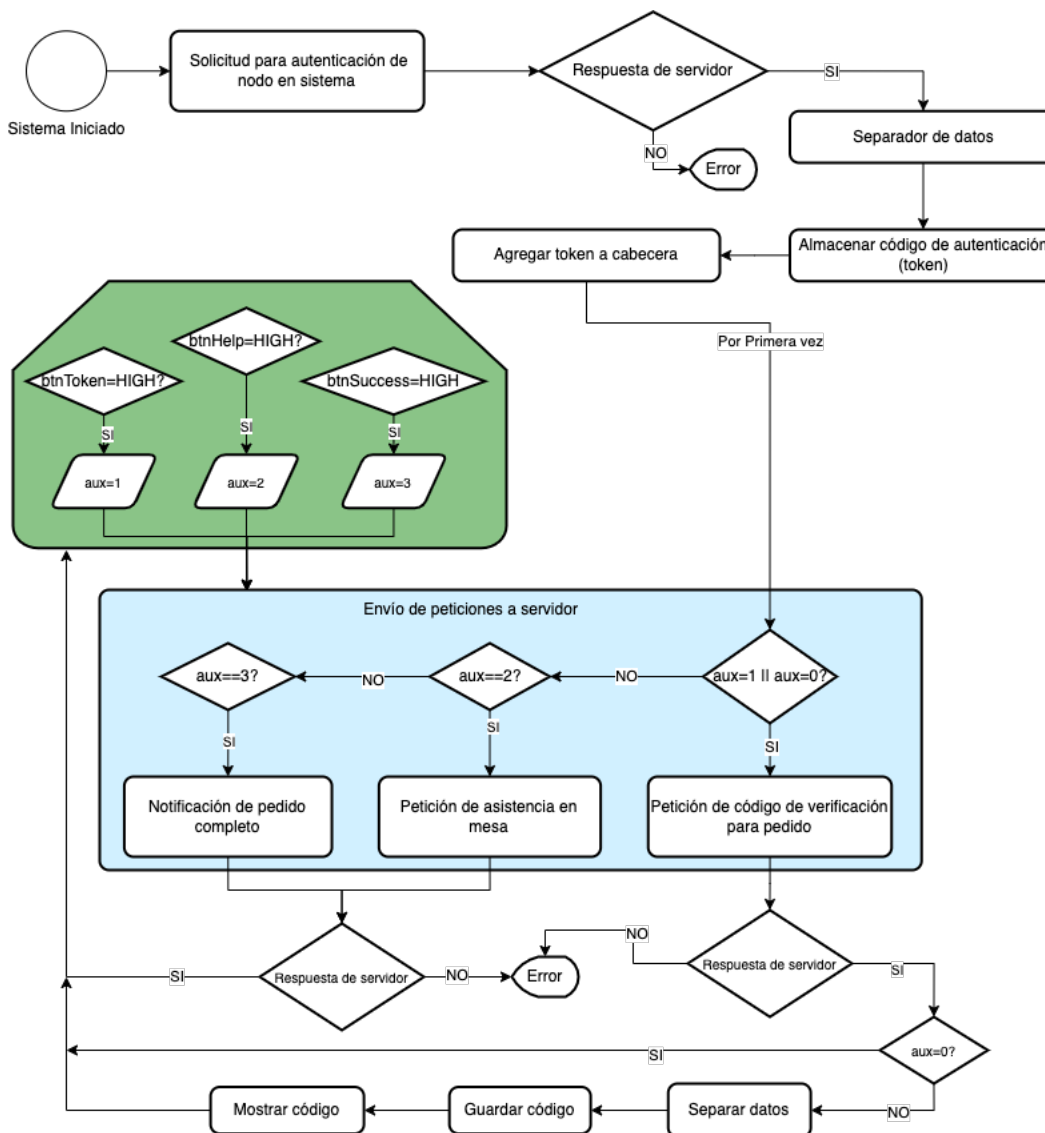 Sistema Iniciado
Solicitud para autenticación de
nodo en sistema
Respuesta de servidor
SI
NO
Error
Separador de datos
Almacenar código de autenticación
(token)
Agregar token a cabecera
Por Primera vez
btnToken=HIGH?
btnHelp=HIGH?
btnSuccess=HIGH
SI
SI
SI
aux=1
aux=2
aux=3
Envío de peticiones a servidor
aux==3?
NO
aux==2?
NO
aux=1 || aux=0?
SI
SI
SI
Notificación de pedido
completo
Petición de asistencia en
mesa
Petición de código de verificación
para pedido
SI
Respuesta de servidor
NO
Error
NO
Respuesta de servidor
SI
aux=0?
SI
NO
Separar datos
Guardar código
Mostrar código